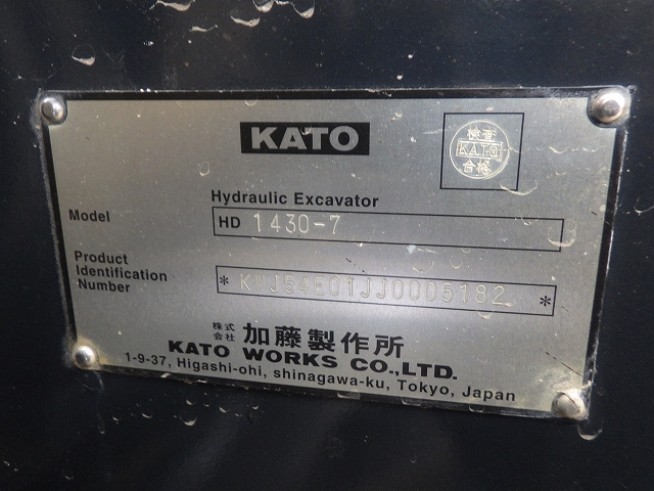 KATO
検査
KATO
合格
Hydraulic Excavator
Model
HD 1430-7
Product
Identification
Number
株式
会社 加藤製作所
KATO WORKS CO.,LTD.
1-9-37, Higashi-ohi, shinagawa-ku, Tokyo, Japan